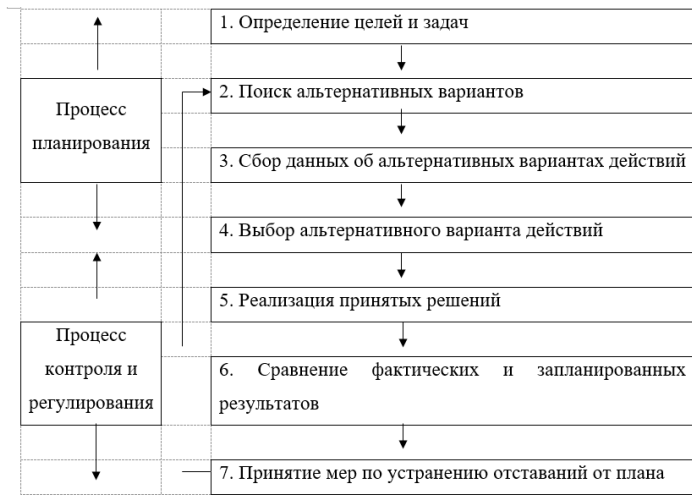 1. Определение целей и задач
Процесс
планирования
2. Поиск альтернативных вариантов
3. Сбор данных об альтернативных вариантах действий
4. Выбор альтернативного варианта действий
5. Реализация принятых решений
Процесс
контроля и
регулирования
6. Сравнение фактических и запланированных
результатов
7. Принятие мер по устранению отставаний от плана